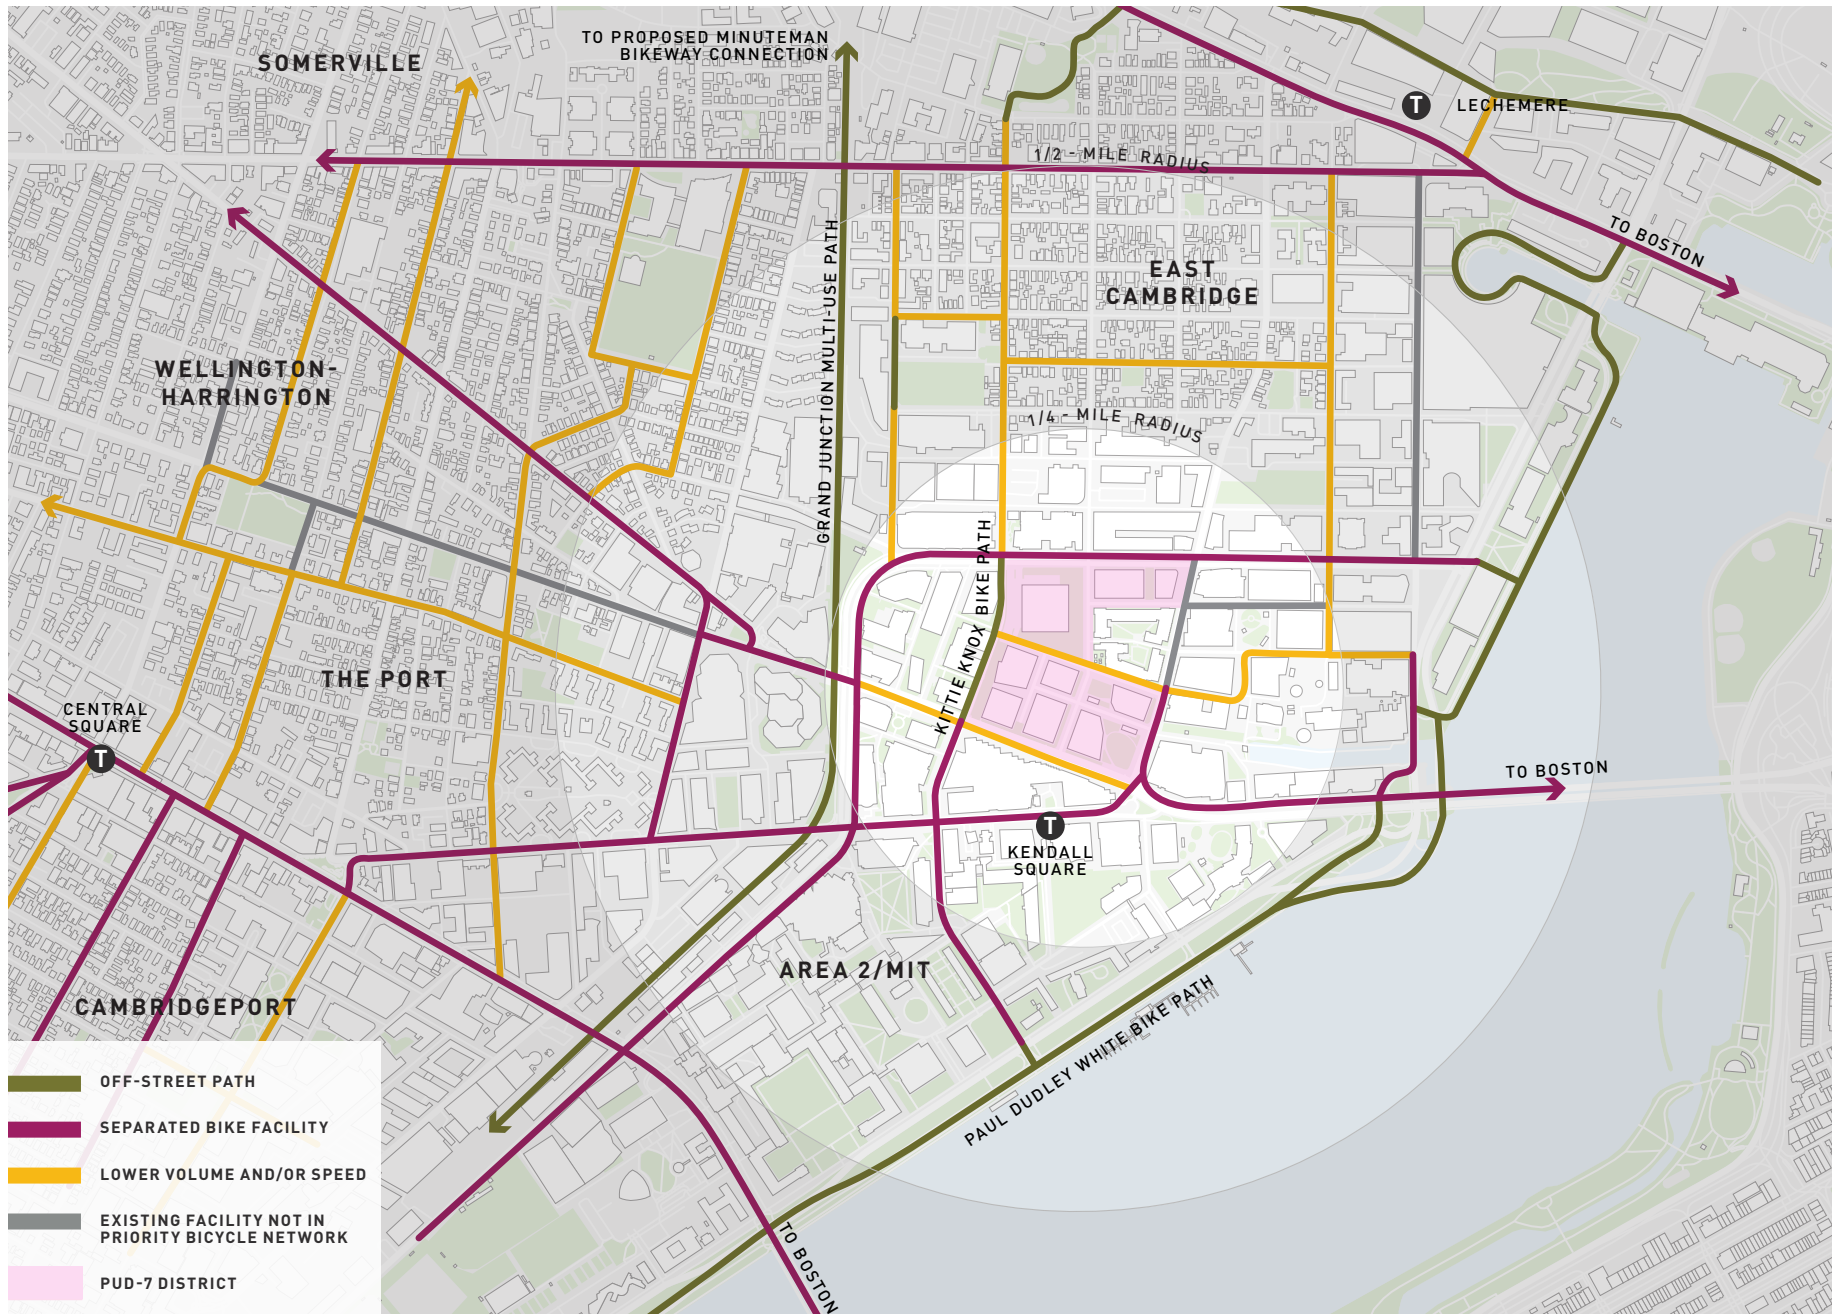 TO PROPOSED MINUTEMAN
BIKEWAY CONNECTION
SOMERVILLE
T
LECHEMERE
1/2 - MILE RADIUS
TO BOSTON
EAST
CAMBRIDGE
GRAND JUNCTION MULTI-USE PATH
WELLINGTON-
HARRINGTON
1/4 - MILE RADIUS
KITTIE KNOX BIKE PATH
THE PORT
CENTRAL
SQUARE
T
TO BOSTON
T
KENDALL
SQUARE
AREA 2/MIT
CAMBRIDGEPORT
PAUL DUDLEY WHITE BIKE PATH
TO BOSTON
OFF-STREET PATH
SEPARATED BIKE FACILITY
LOWER VOLUME AND/OR SPEED
EXISTING FACILITY NOT IN
PRIORITY BICYCLE NETWORK
PUD-7 DISTRICT